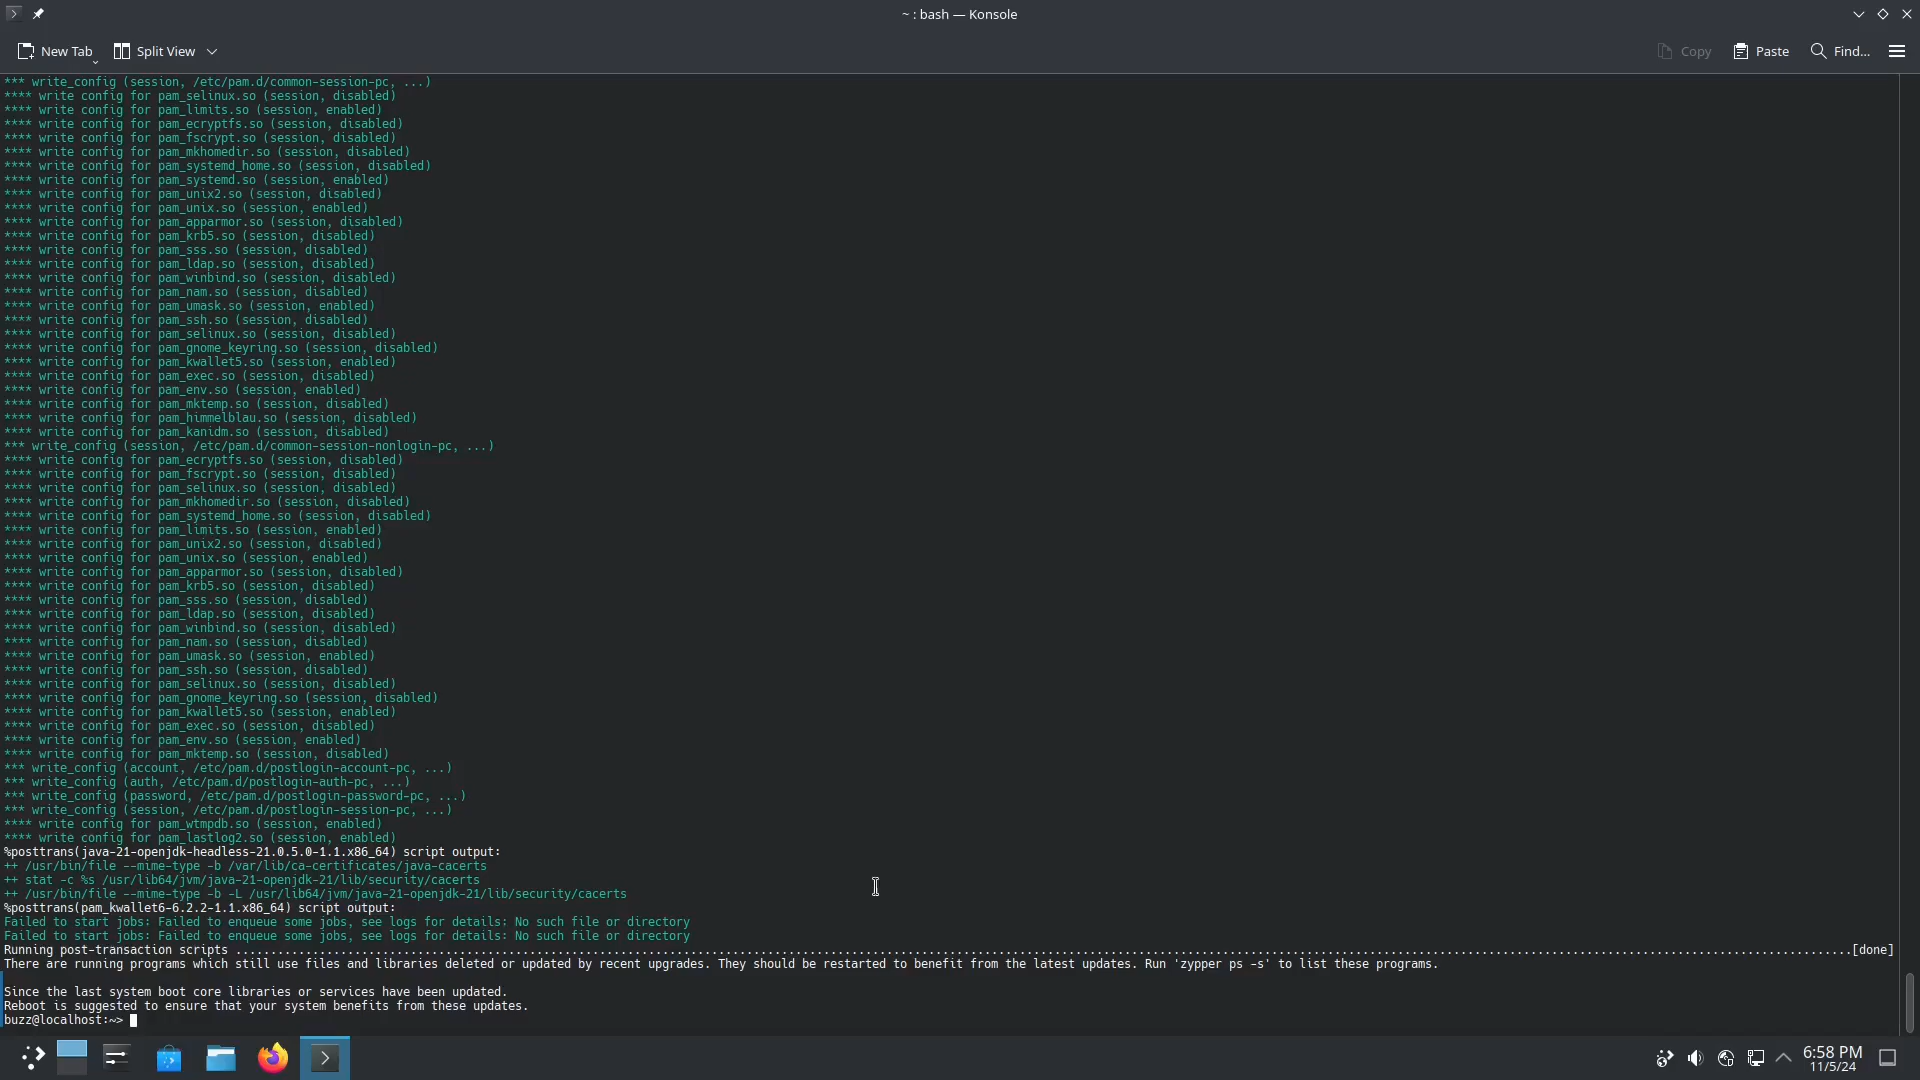 ~ : bash — Konsole
New Tab
Split View
Copy
Paste
Find...
*** write_config (session, /etc/pam.d/common-session-pc, ...)
**** write config for pam_selinux.so (session, disabled)
**** write config for pam_limits.so (session, enabled)
**** write config for pam_ecryptfs.so (session, disabled)
**** write config for pam_fscrypt.so (session, disabled)
**** write config for pam_mkhomedir.so (session, disabled)
**** write config for pam_systemd_home.so (session, disabled)
**** write config for pam_systemd.so (session, enabled)
**** write config for pam_unix2.so (session, disabled)
**** write config for pam_unix.so (session, enabled)
**** write config for pam_apparmor.so (session, disabled)
**** write config for pam_krb5.so (session, disabled)
**** write config for pam_sss.so (session, disabled)
**** write config for pam_ldap.so (session, disabled)
**** write config for pam_winbind.so (session, disabled)
**** write config for pam_nam.so (session, disabled)
**** write config for pam_umask.so (session, enabled)
**** write config for pam_ssh.so (session, disabled)
**** write config for pam_selinux.so (session, disabled)
**** write config for pam_gnome_keyring.so (session, disabled)
**** write config for pam_kwallet5.so (session, enabled)
**** write config for pam_exec.so (session, disabled)
**** write config for pam_env.so (session, enabled)
**** write config for pam_mktemp.so (session, disabled)
**** write config for pam_himmelblau.so (session, disabled)
**** write config for pam_kanidm.so (session, disabled)
*** write_config (session, /etc/pam.d/common-session-nonlogin-pc, ...)
**** write config for pam_ecryptfs.so (session, disabled)
**** write config for pam_fscrypt.so (session, disabled)
**** write config for pam_selinux.so (session, disabled)
**** write config for pam_mkhomedir.so (session, disabled)
**** write config for pam_systemd_home.so (session, disabled)
**** write config for pam_limits.so (session, enabled)
**** write config for pam_unix2.so (session, disabled)
**** write config for pam_unix.so (session, enabled)
**** write config for pam_apparmor.so (session, disabled)
**** write config for pam_krb5.so (session, disabled)
**** write config for pam_sss.so (session, disabled)
**** write config for pam_ldap.so (session, disabled)
**** write config for pam_winbind.so (session, disabled)
**** write config for pam_nam.so (session, disabled)
**** write config for pam_umask.so (session, enabled)
**** write config for pam_ssh.so (session, disabled)
**** write config for pam_selinux.so (session, disabled)
**** write config for pam_gnome_keyring.so (session, disabled)
**** write config for pam_kwallet5.so (session, enabled)
**** write config for pam_exec.so (session, disabled)
**** write config for pam_env.so (session, enabled)
**** write config for pam_mktemp.so (session, disabled)
*** write_config (account, /etc/pam.d/postlogin-account-pc, ...)
*** write_config (auth, /etc/pam.d/postlogin-auth-pc, ...)
*** write_config (password, /etc/pam.d/postlogin-password-pc, ...)
*** write_config (session, /etc/pam.d/postlogin-session-pc, ...)
**** write config for pam_wtmpdb.so (session, enabled)
**** write config for pam_lastlog2.so (session, enabled)
%posttrans(java-21-openjdk-headless-21.0.5.0-1.1.x86_64) script output:
++ /usr/bin/file --mime-type -b /var/lib/ca-certificates/java-cacerts
++ stat -c %s /usr/lib64/jvm/java-21-openjdk-21/lib/security/cacerts
++ /usr/bin/file --mime-type -b -L /usr/lib64/jvm/java-21-openjdk-21/lib/security/cacerts
%posttrans(pam_kwallet6-6.2.2-1.1.x86_64) script output:
Failed to start jobs: Failed to enqueue some jobs, see logs for details: No such file or directory
Failed to start jobs: Failed to enqueue some jobs, see logs for details: No such file or directory
Running post-transaction scripts ........................................[done]
There are running programs which still use files and libraries deleted or updated by recent upgrades. They should be restarted to benefit from the latest updates. Run 'zypper ps -s' to list these programs.
Since the last system boot core libraries or services have been updated.
Reboot is suggested to ensure that your system benefits from these updates.
buzz@localhost:~>
6:58 PM
11/5/24